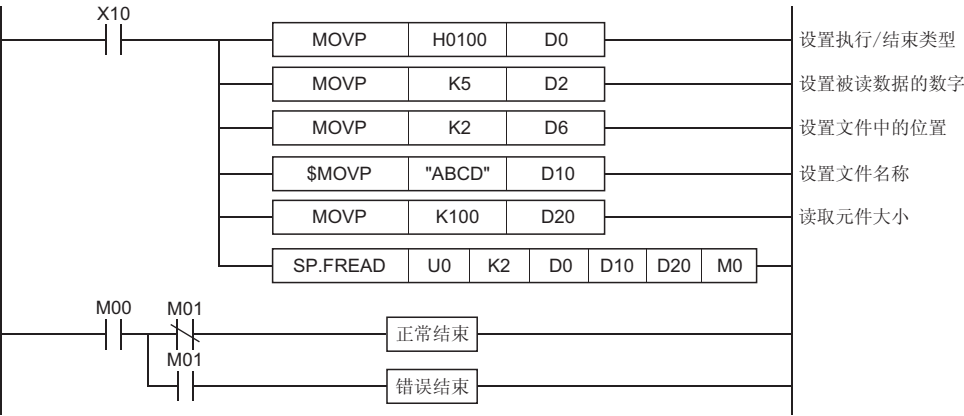 X10
MOVP H0100 D0 设置执行/结束类型
MOVP K5 D2 设置被读数据的数字
MOVP K2 D6 设置文件中的位置
$MOVP "ABCD" D10 设置文件名称
MOVP K100 D20 读取元件大小
SP.FREAD U0 K2 D0 D10 D20 M0
M00 M01
正常结束
M01
错误结束